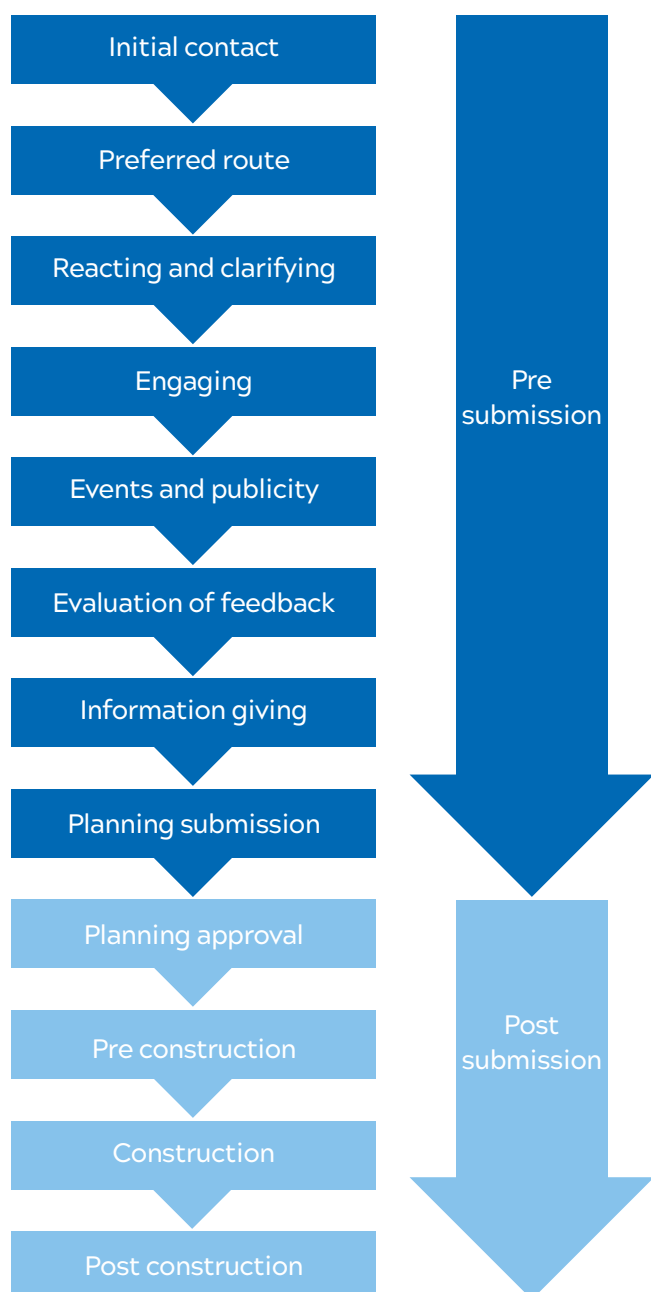 Initial contact
Preferred route
Reacting and clarifying
Engaging
Events and publicity
Evaluation of feedback
Information giving
Planning submission
Planning approval
Pre construction
Construction
Post construction
Pre
submission
Post
submission